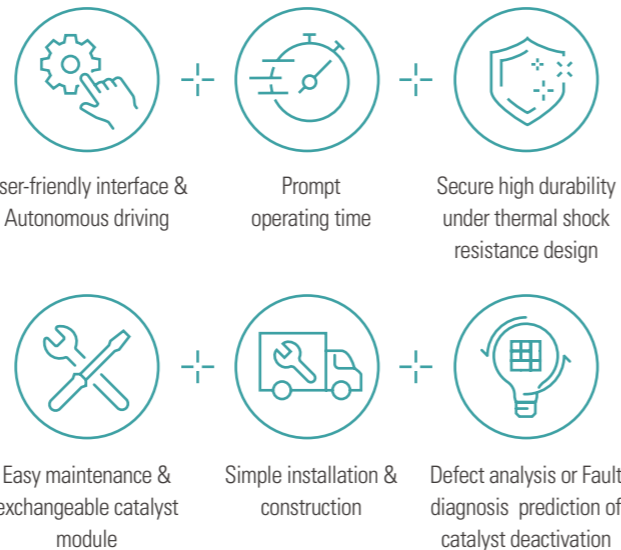 ser-friendly interface &
Autonomous driving
Prompt
operating time
Secure high durability
under thermal shock
resistance design
Easy maintenance &
exchangeable catalyst
module
Simple installation &
construction
Defect analysis or Fault
diagnosis prediction of
catalyst deactivation